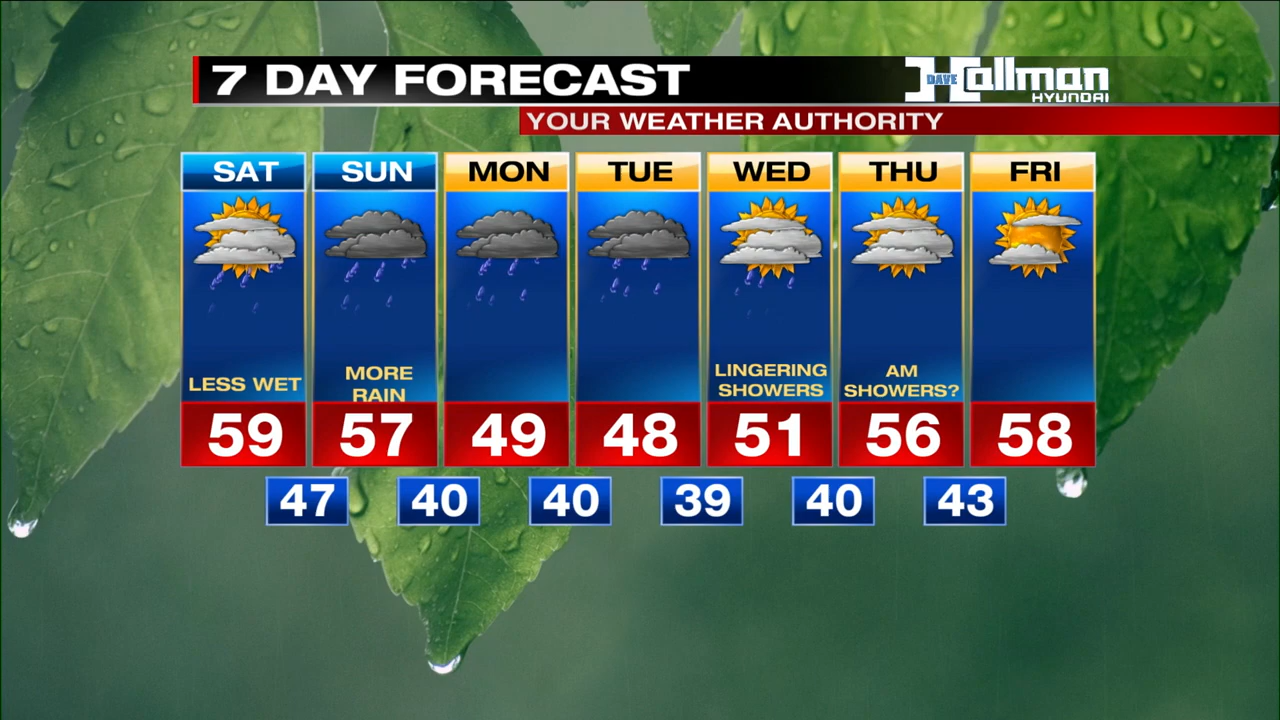 7 DAY FORECAST
DAVE Hallman
HYUNDAI
YOUR WEATHER AUTHORITY
SAT SUN MON TUE WED THU FRI
LESS WET
MORE
RAIN
LINGERING
SHOWERS
AM
SHOWERS?
59 57 49 48 51 56 58
47 40 40 39 40 43